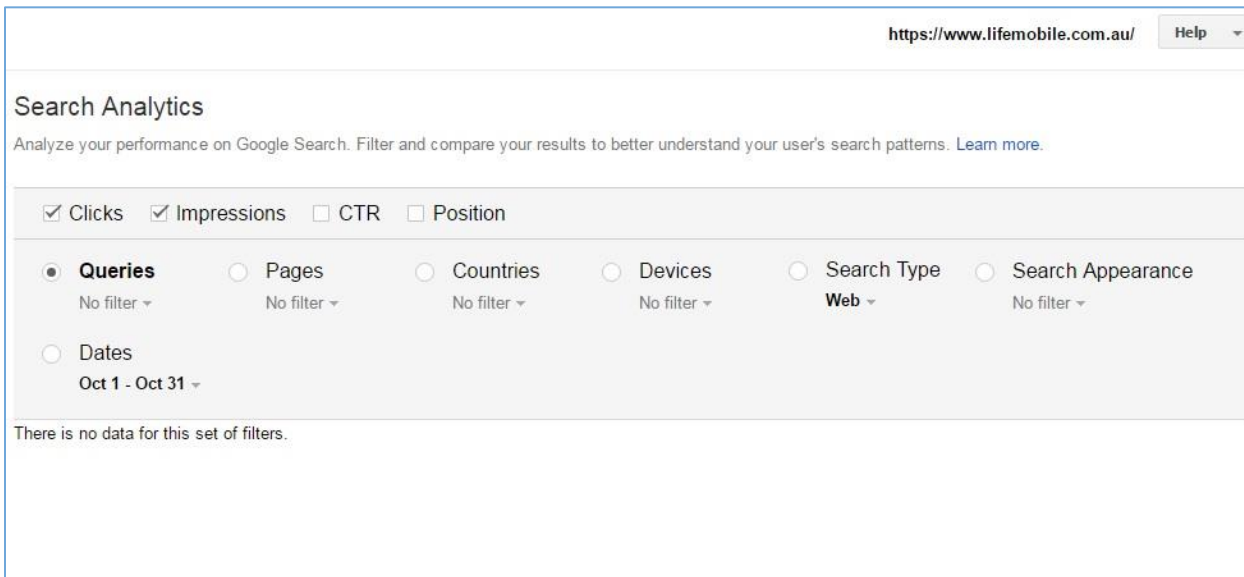 https://www.lifemobile.com.au/ Help
Search Analytics
Analyze your performance on Google Search. Filter and compare your results to better understand your user's search patterns. Learn more.
Clicks Impressions CTR Position
Queries Pages Countries Devices Search Type Search Appearance
No filter No filter No filter No filter Web No filter
Dates
Oct 1 - Oct 31
There is no data for this set of filters.